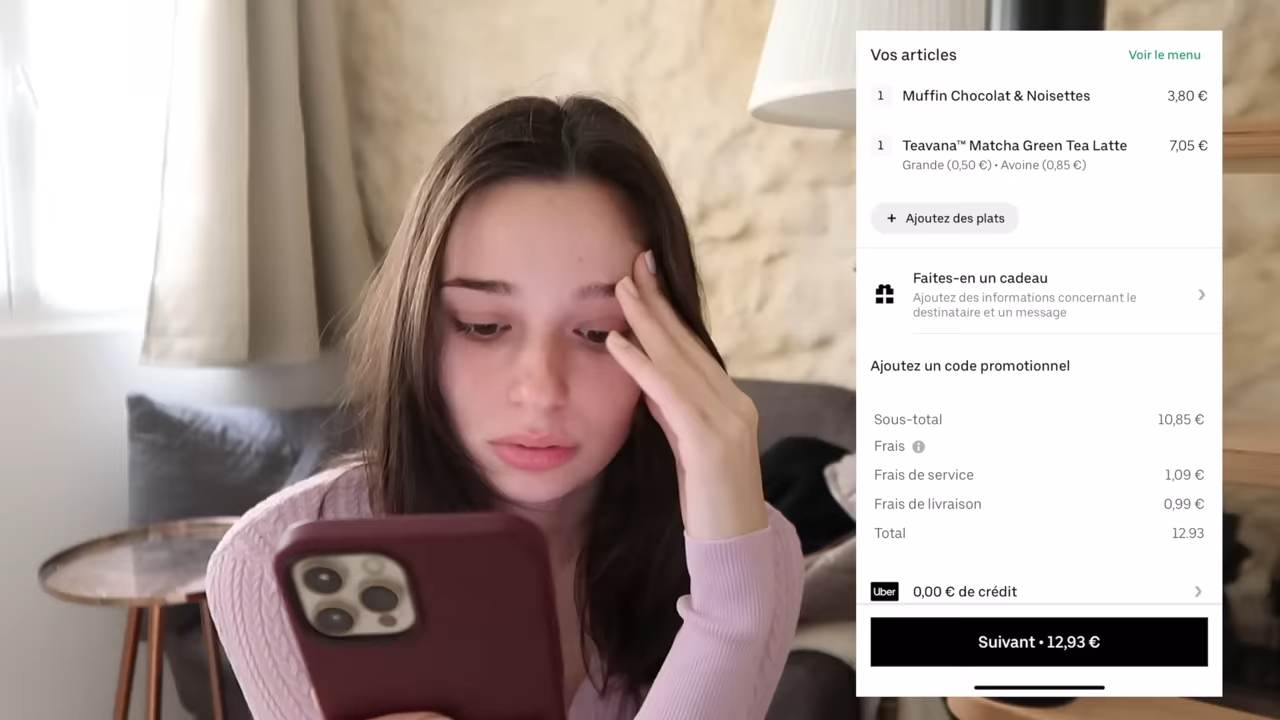 Vos articles Voir le menu
1 Muffin Chocolat & Noisettes 3,80 €
1 Teavana™ Matcha Green Tea Latte 7,05 €
Grande (0,50 €) • Avoine (0,85 €)
+ Ajoutez des plats
Faites-en un cadeau
Ajoutez des informations concernant le
destinataire et un message
Ajoutez un code promotionnel
Sous-total 10,85 €
Frais
Frais de service 1,09 €
Frais de livraison 0,99 €
Total 12.93
Uber 0,00 € de crédit
Suivant • 12,93 €